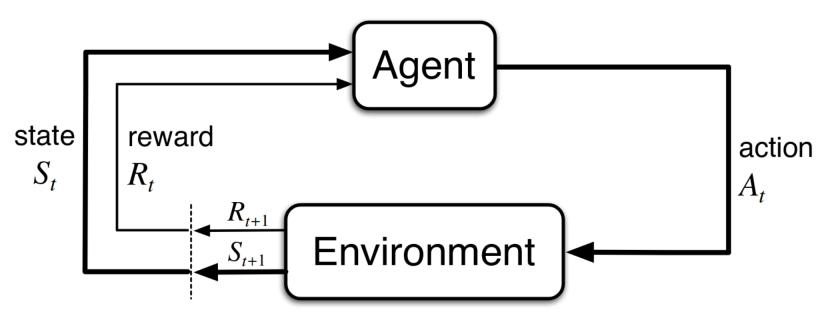 Agent
state
S_t
reward
R_t
action
A_t
R_{t+1}
S_{t+1}
Environment